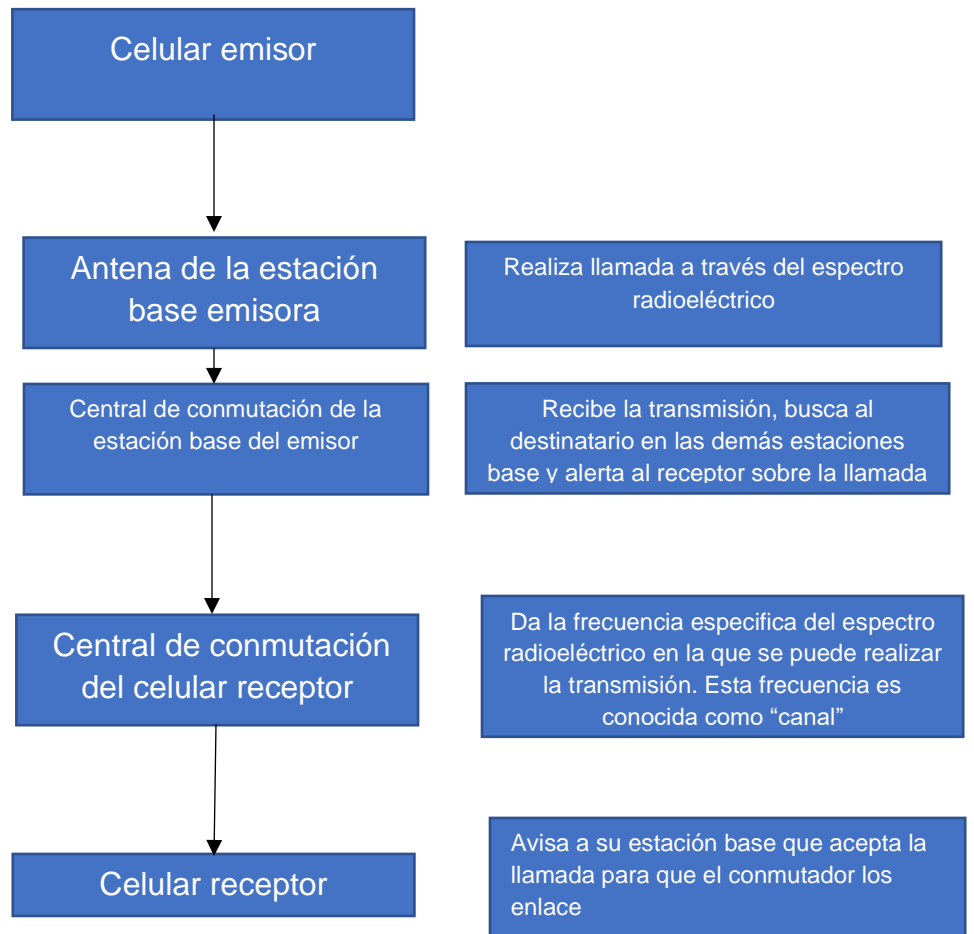 Celular emisor
Antena de la estación
base emisora
Realiza llamada a través del espectro
radioeléctrico
Central de conmutación de la
estación base del emisor
Recibe la transmisión, busca al
destinatario en las demás estaciones
base y alerta al receptor sobre la llamada
Central de conmutación
del celular receptor
Da la frecuencia especifica del espectro
radioeléctrico en la que se puede realizar
la transmisión. Esta frecuencia es
conocida como “canal”
Celular receptor
Avisa a su estación base que acepta la
llamada para que el conmutador los
enlace